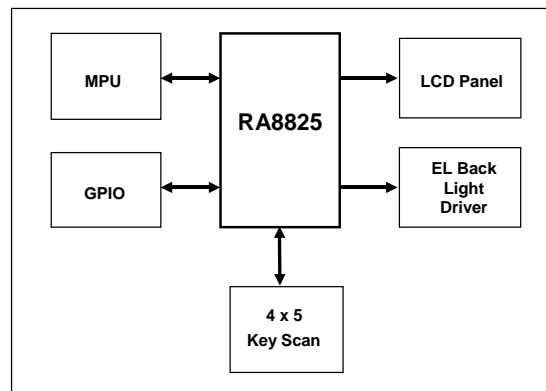 MPU
RA8825
LCD Panel
GPIO
EL Back
Light
Driver
4 x 5
Key Scan